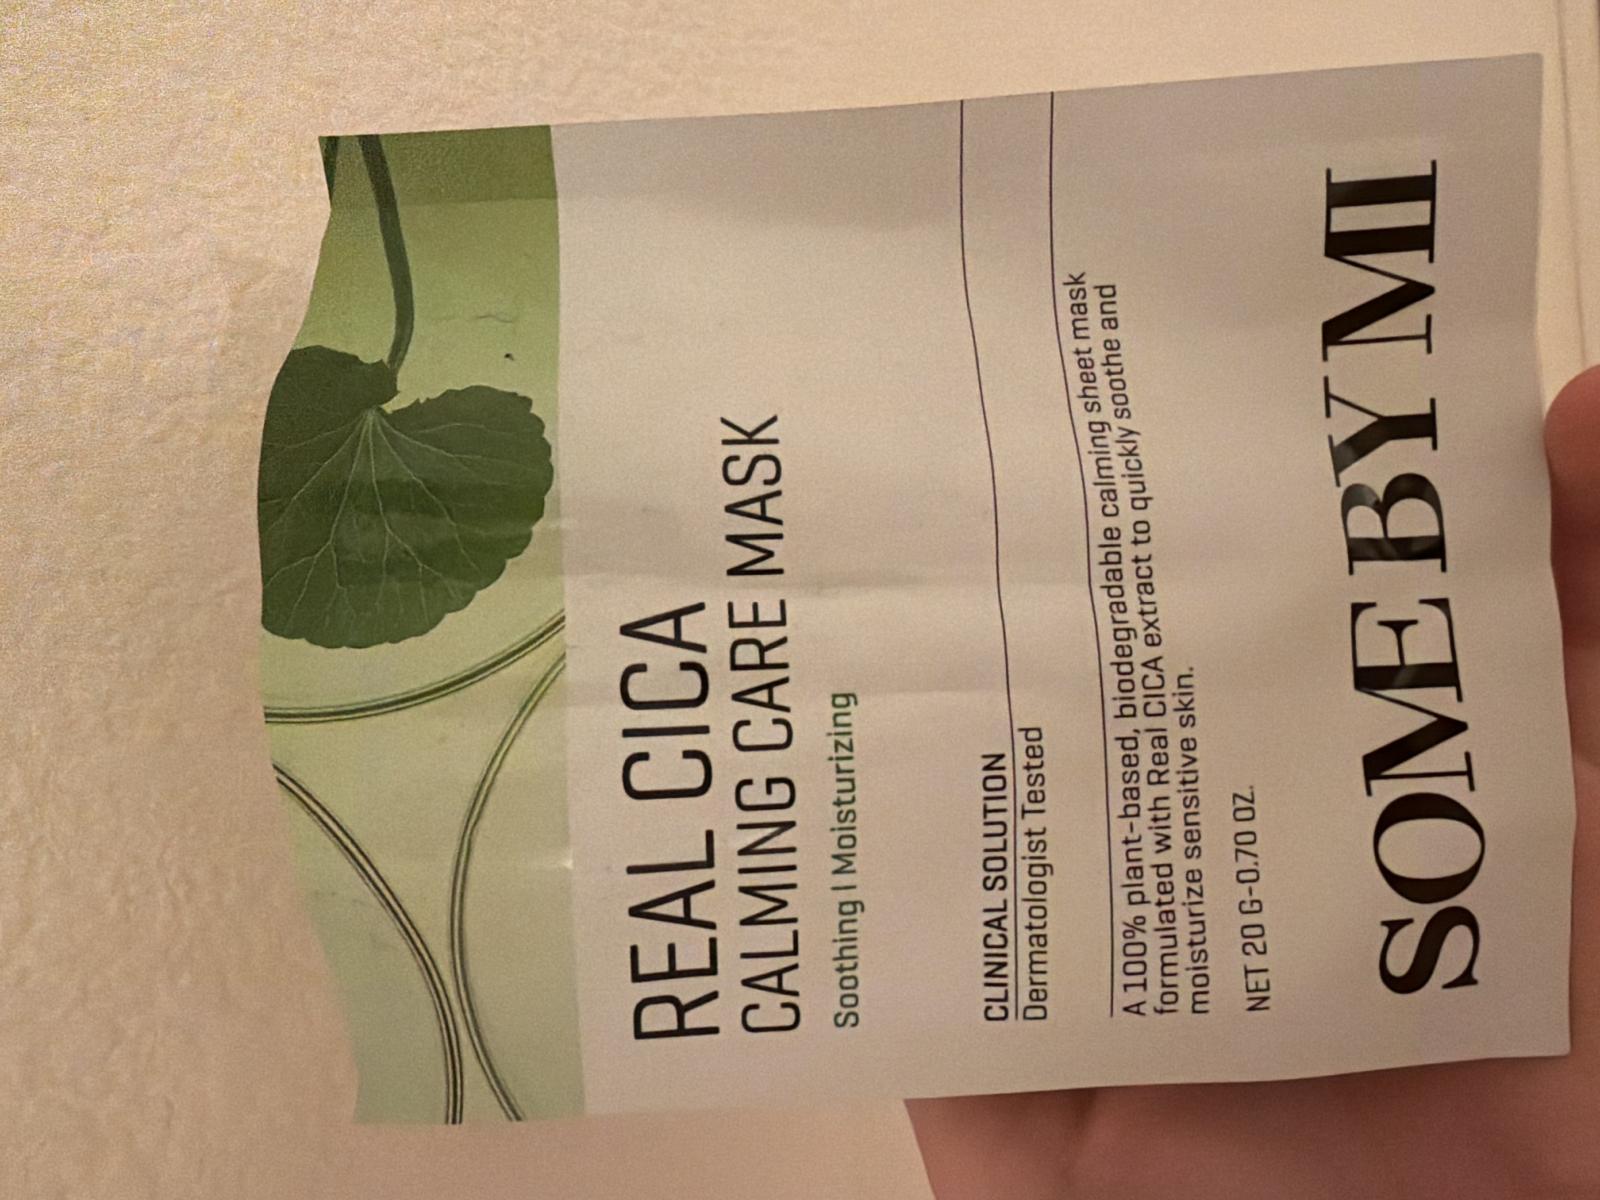 REAL CICA
CALMING CARE MASK
Soothing | Moisturizing
CLINICAL SOLUTION
Dermatologist Tested
A 100% plant-based, biodegradable calming sheet mask
formulated with Real CICA extract to quickly soothe and
moisturize sensitive skin.
NET 20 G-0.70 OZ.
SOME BY MI